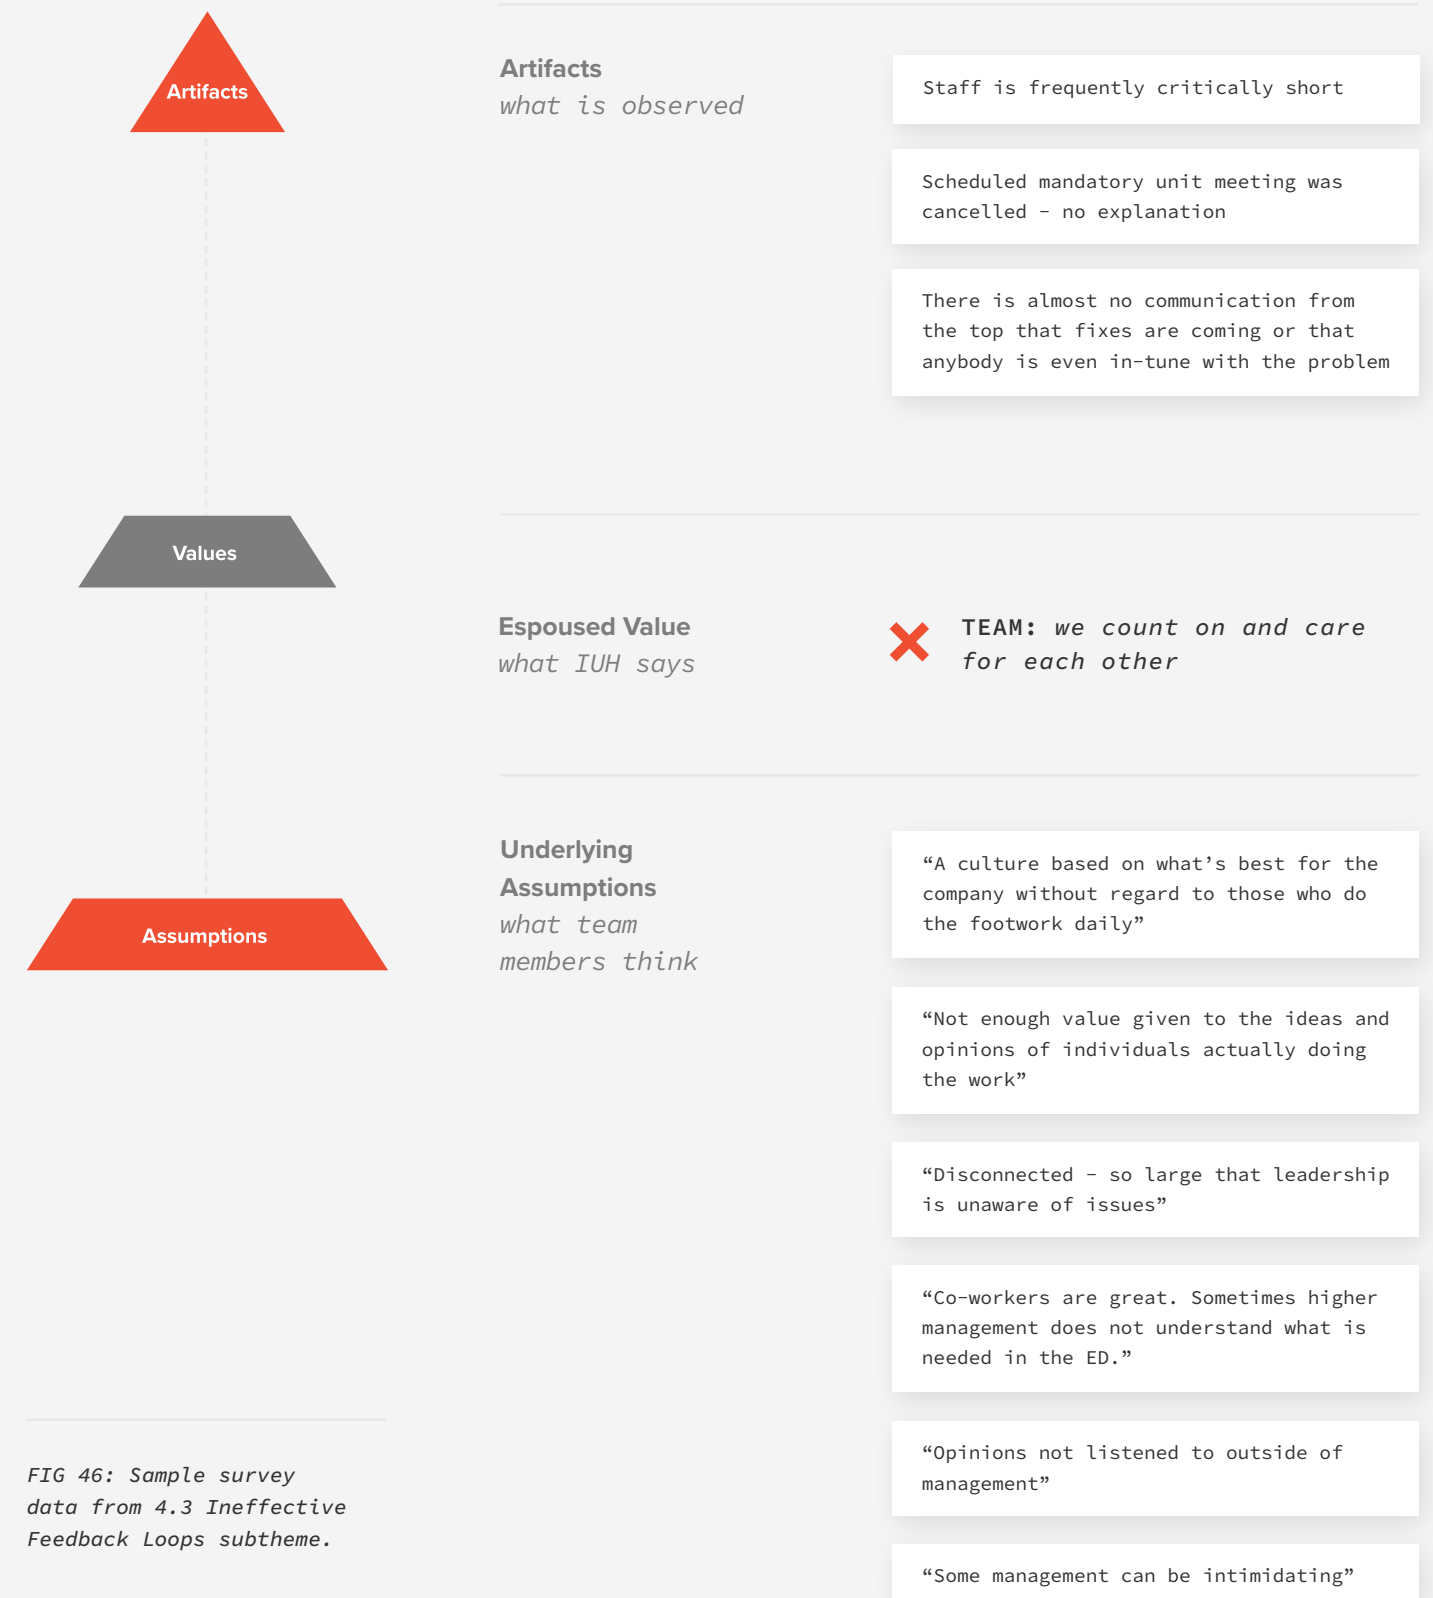 Artifacts
Artifacts
what is observed
Staff is frequently critically short
Scheduled mandatory unit meeting was
cancelled – no explanation
There is almost no communication from
the top that fixes are coming or that
anybody is even in-tune with the problem
Values
Espoused Value
what IUH says
TEAM: we count on and care
for each other
Assumptions
Underlying
Assumptions
what team
members think
“A culture based on what’s best for the
company without regard to those who do
the footwork daily”
“Not enough value given to the ideas and
opinions of individuals actually doing
the work”
“Disconnected – so large that leadership
is unaware of issues”
“Co-workers are great. Sometimes higher
management does not understand what is
needed in the ED.”
“Opinions not listened to outside of
management”
“Some management can be intimidating”
FIG 46: Sample survey
data from 4.3 Ineffective
Feedback Loops subtheme.